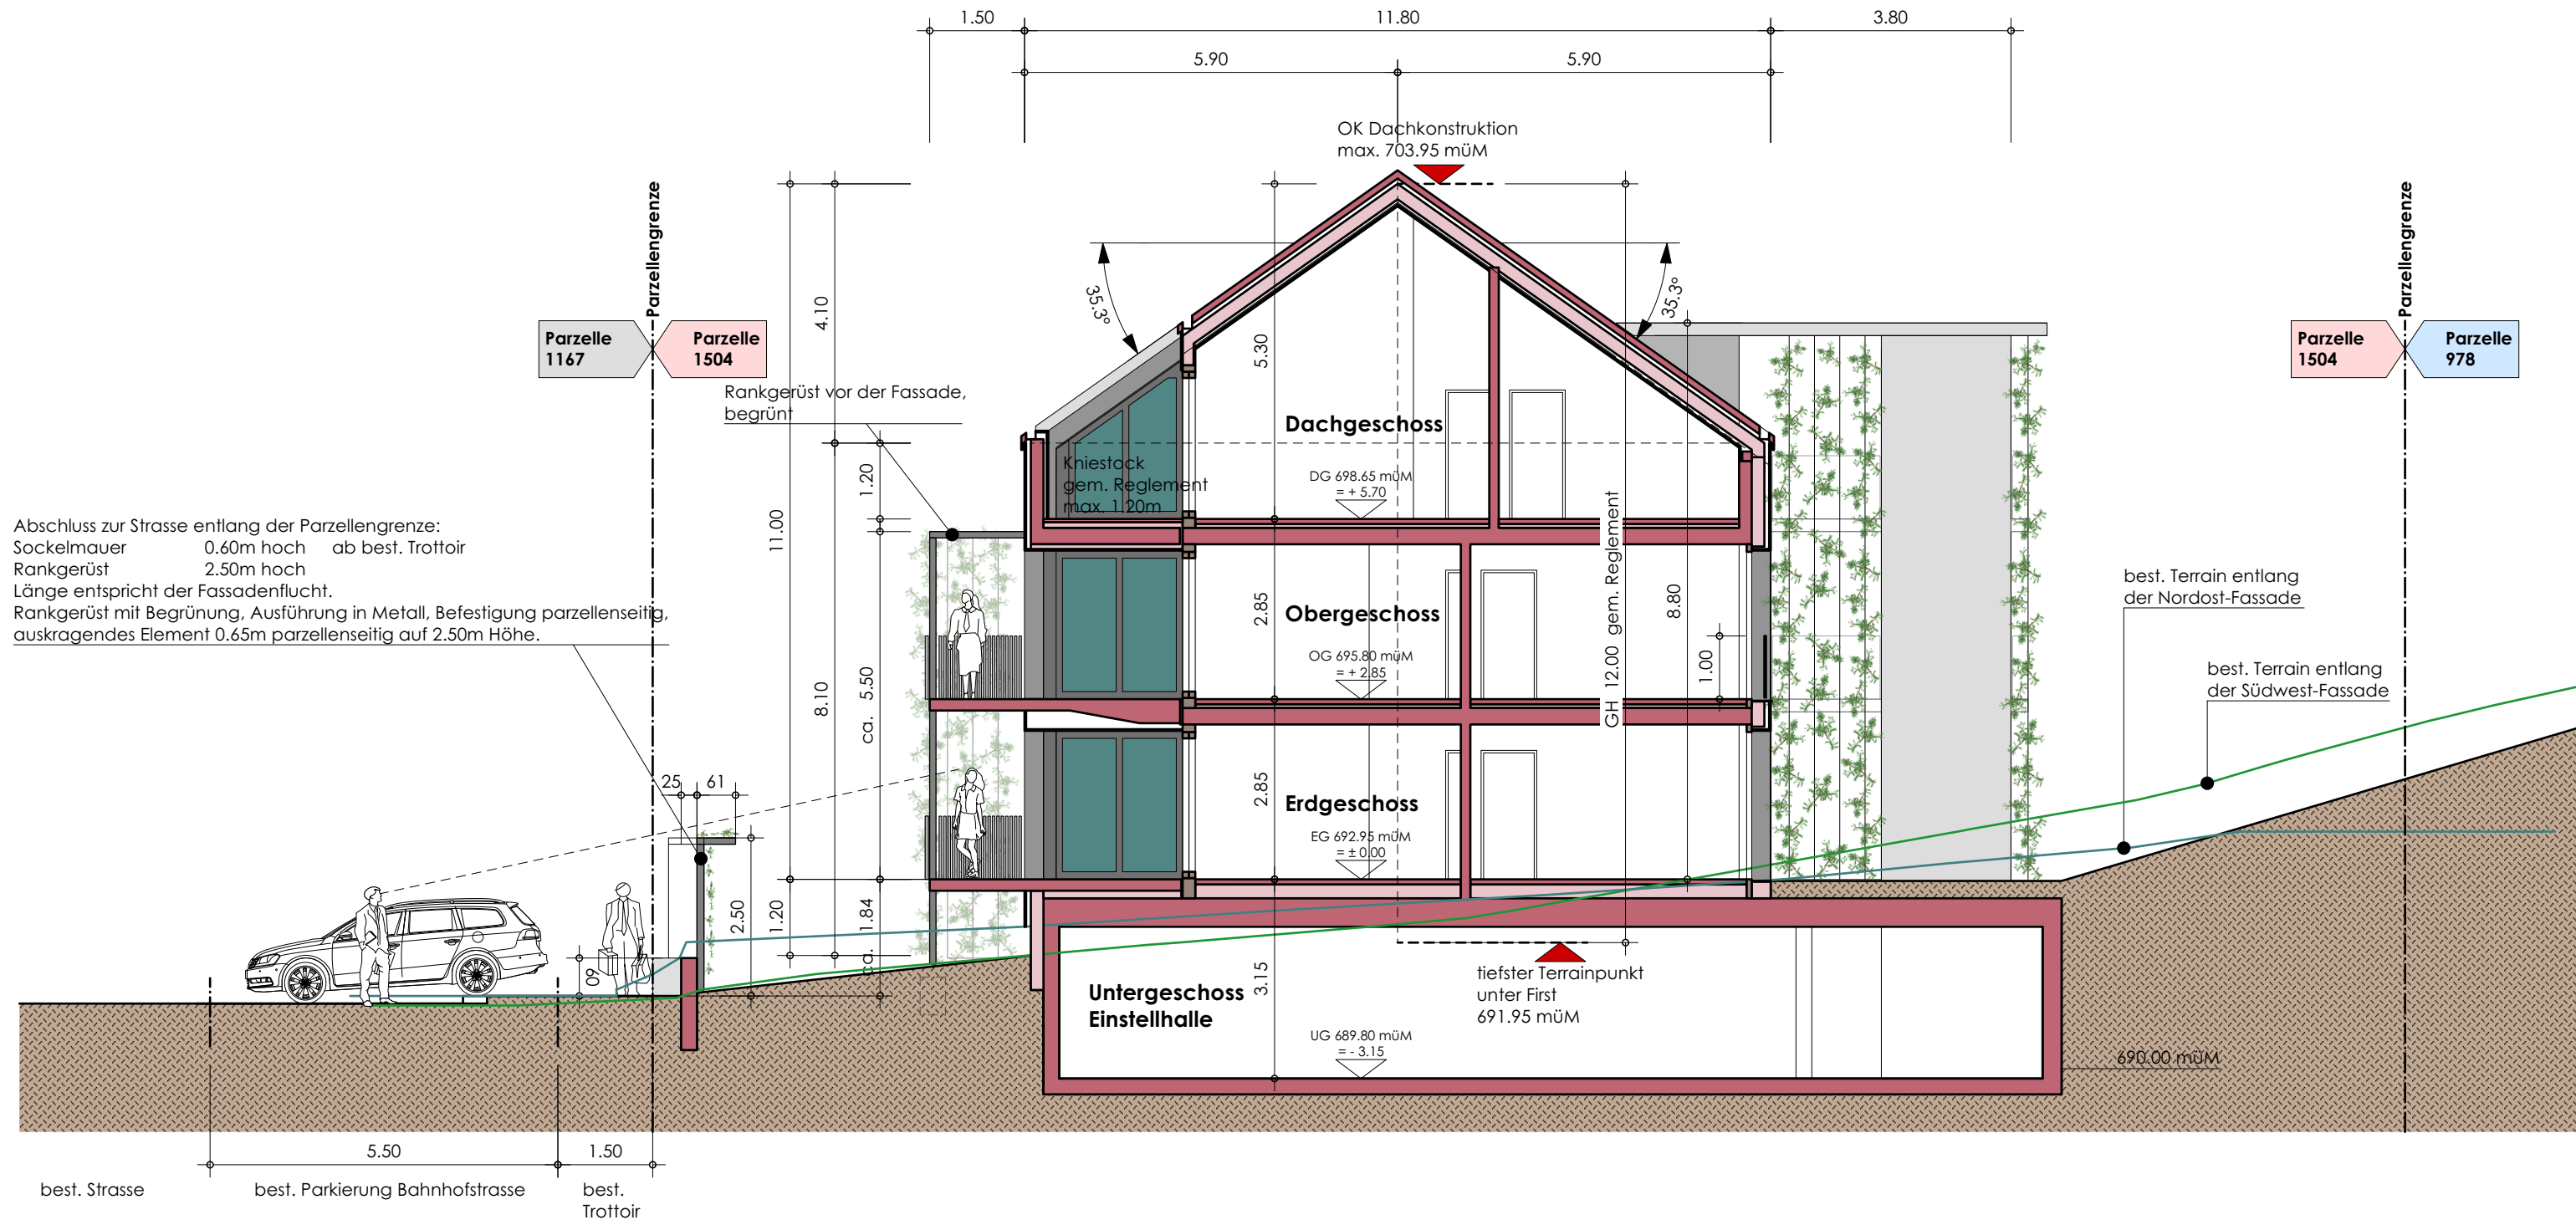 1.50
11.80
3.80
5.90
5.90
OK Dachkonstruktion
max. 703.95 müM
Parzellengrenze
Parzellengrenze
Parzelle
1167
Parzelle
1504
Parzelle
1504
Parzelle
978
35.3°
35.3°
4.10
5.30
Rankgerüst vor der Fassade,
begrünt
Dachgeschoss
Kniestock
gem. Reglement
max. 1.20m
DG 698.65 müM
= + 5.70
1.20
11.00
Abschluss zur Strasse entlang der Parzellengrenze:
Sockelmauer 0.60m hoch ab best. Trottoir
Rankgerüst 2.50m hoch
Länge entspricht der Fassadenflucht.
Rankgerüst mit Begrünung, Ausführung in Metall, Befestigung parzellenseitig,
auskragendes Element 0.65m parzellenseitig auf 2.50m Höhe.
GH 12.00 gem. Reglement
8.80
2.85
Obergeschoss
OG 695.80 müM
= + 2.85
1.00
best. Terrain entlang
der Nordost-Fassade
best. Terrain entlang
der Südwest-Fassade
8.10
ca. 5.50
25
61
2.85
Erdgeschoss
EG 692.95 müM
= ± 0.00
2.50
1.20
ca. 1.84
60
3.15
Untergeschoss
Einstellhalle
tiefster Terrainpunkt
unter First
691.95 müM
UG 689.80 müM
= - 3.15
690.00 müM
5.50
1.50
best. Strasse
best. Parkierung Bahnhofstrasse
best.
Trottoir